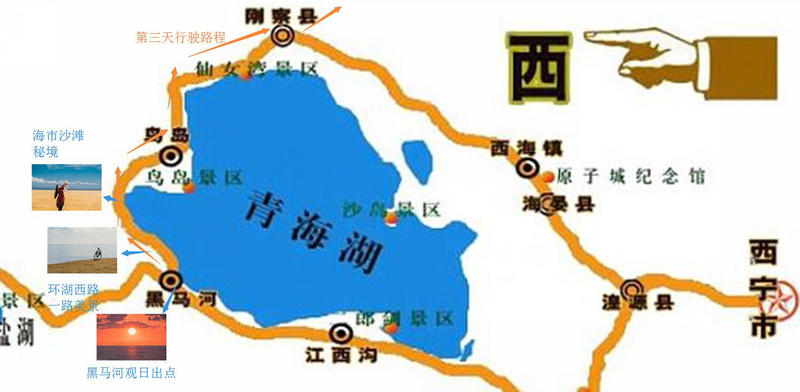 刚察县
第三天行驶路程
西
仙女湾景区
海市沙滩
秘境
鸟岛
西海镇
鸟岛景区
原子城纪念馆
海晏县
沙岛景区
青海湖
西宁市
环湖西路
一路美景
黑马河
湟源县
景区
盐湖
郎剑景区
江西沟
黑马河观日出点